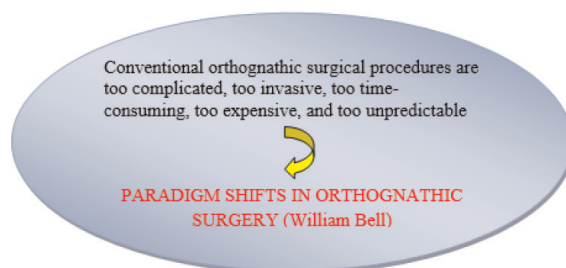 Conventional orthognathic surgical procedures are
too complicated, too invasive, too time-
consuming, too expensive, and too unpredictable
PARADIGM SHIFTS IN ORTHOGNATHIC
SURGERY (William Bell)